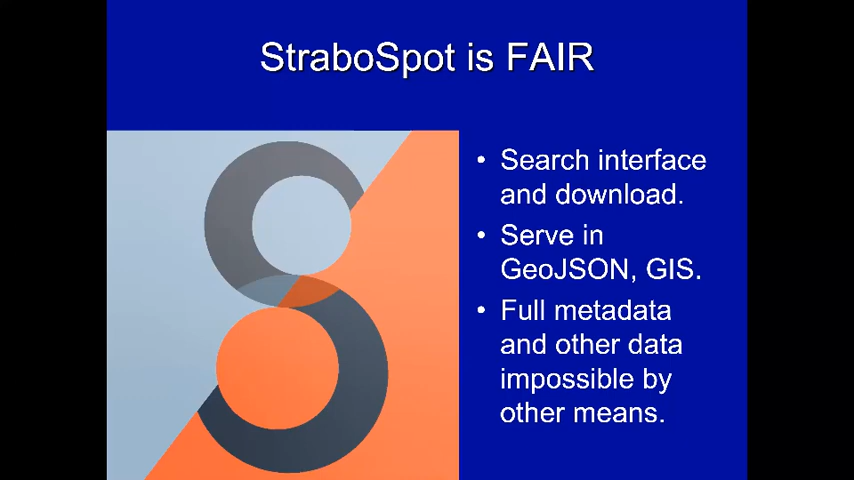 StraboSpot is FAIR
• Search interface
and download.
• Serve in
GeoJSON, GIS.
• Full metadata
and other data
impossible by
other means.